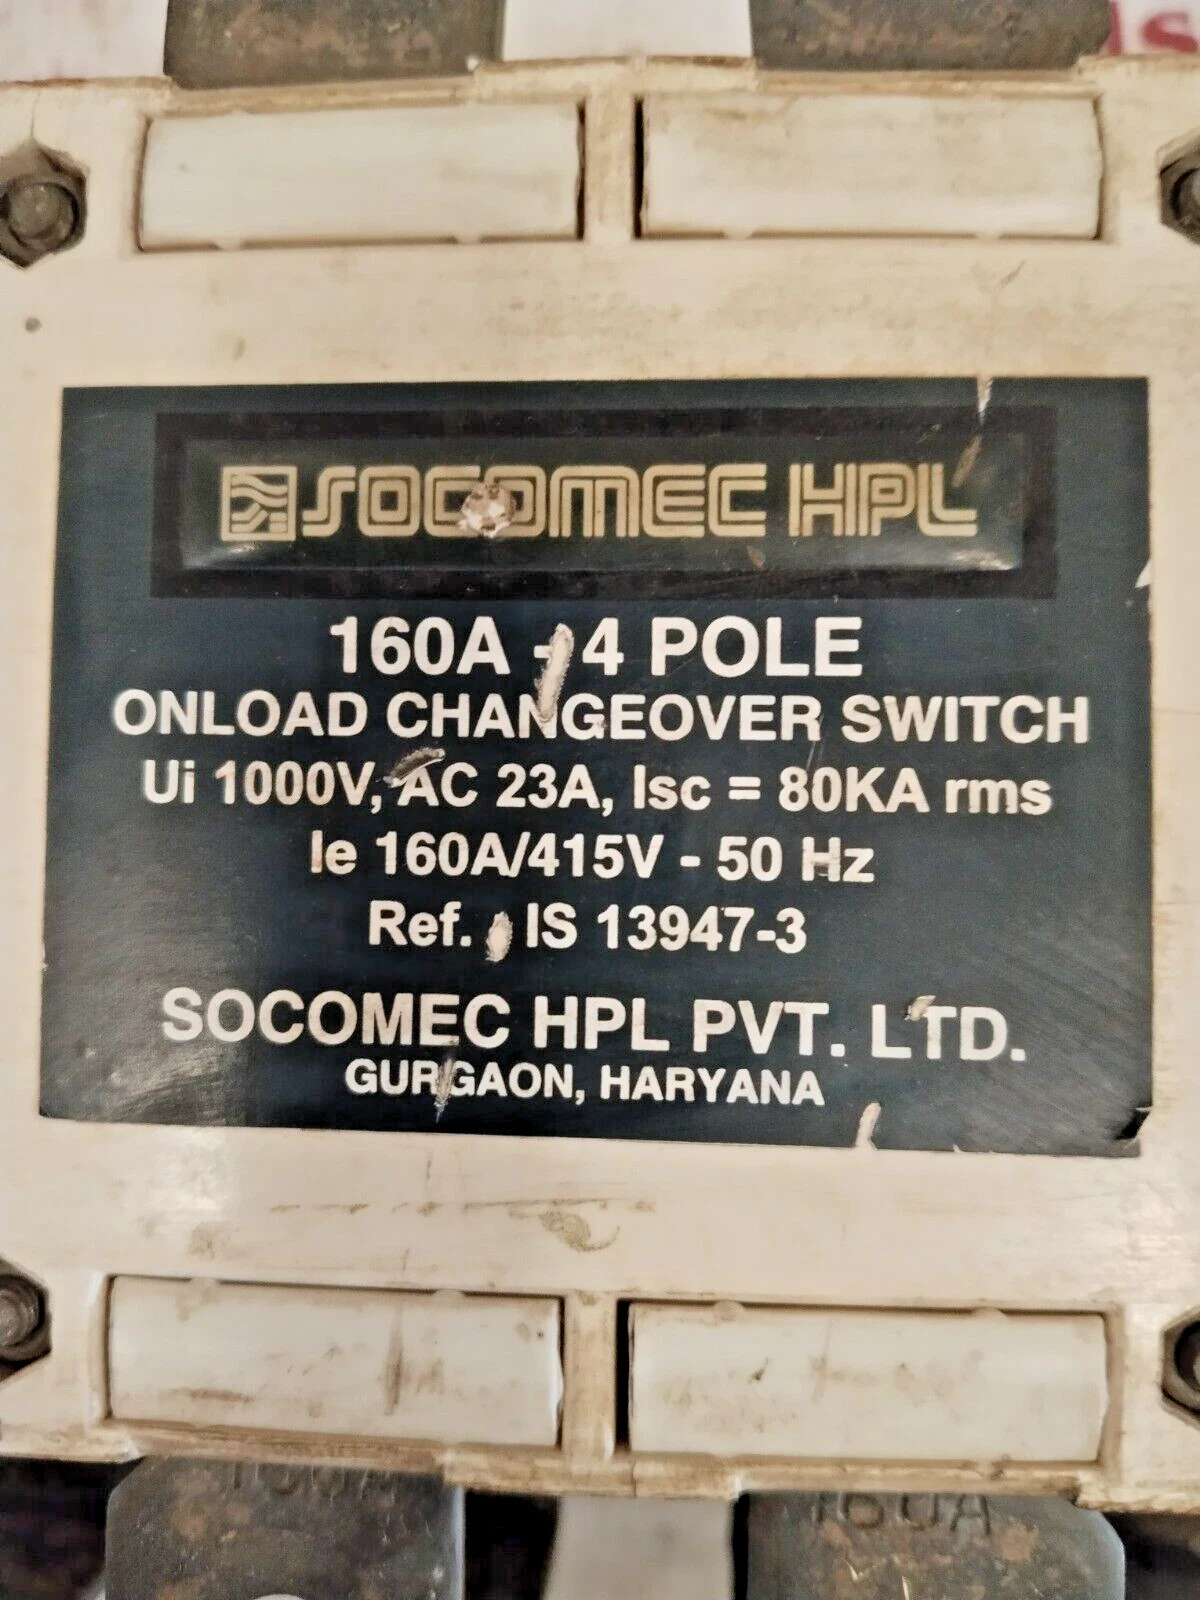 SOCOMEC HPL
160A - 4 POLE
ONLOAD CHANGEOVER SWITCH
Ui 1000V, AC 23A, Isc = 80KA rms
Ie 160A/415V - 50 Hz
Ref. IS 13947-3
SOCOMEC HPL PVT. LTD.
GURGAON, HARYANA
160A